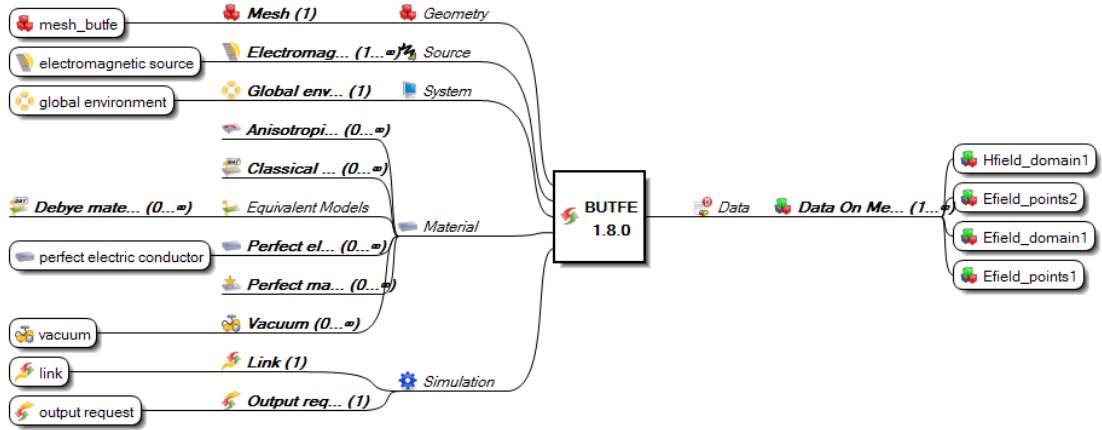 mesh_butfe
Mesh (1)
Geometry
electromagnetic source
Electromag... (1...∞)
Source
global environment
Global env... (1)
System
Anisotropi... (0...∞)
Classical ... (0...∞)
Debye mate... (0...∞)
Equivalent Models
Material
perfect electric conductor
Perfect el... (0...∞)
Perfect ma... (0...∞)
vacuum
Vacuum (0...∞)
link
Link (1)
Simulation
output request
Output req... (1)
BUTFE
1.8.0
Data
Data On Me... (1...∞)
Hfield_domain1
Efield_points2
Efield_domain1
Efield_points1